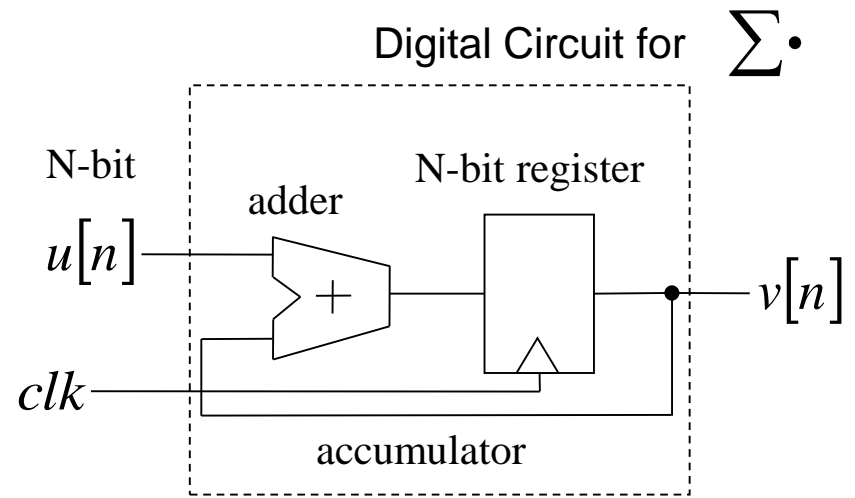 Digital Circuit for ∑•
N-bit
N-bit register
adder
u[n]
+
v[n]
clk
accumulator